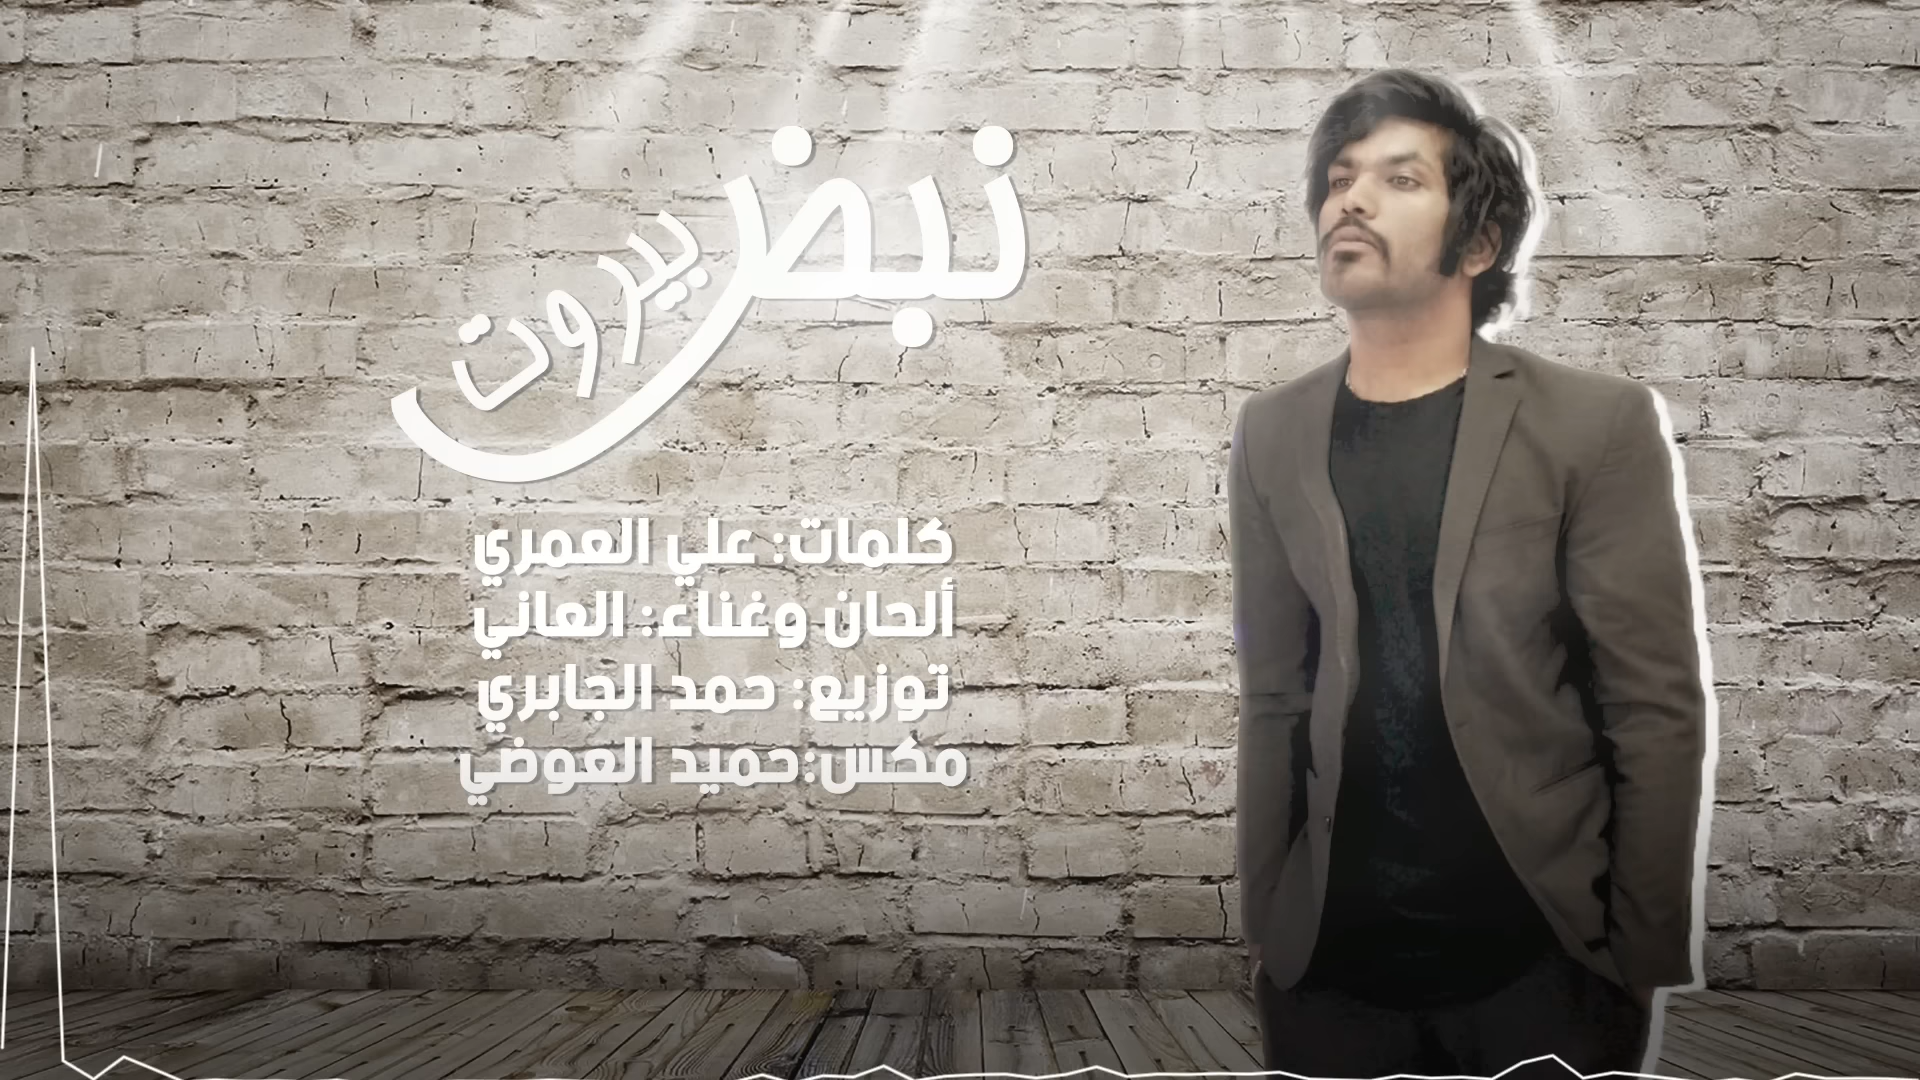 نبض
بيروت
كلمات: علي العمري
ألحان وغناء: العاني
توزيع: حمد الجابري
مكس:حميد العوضي